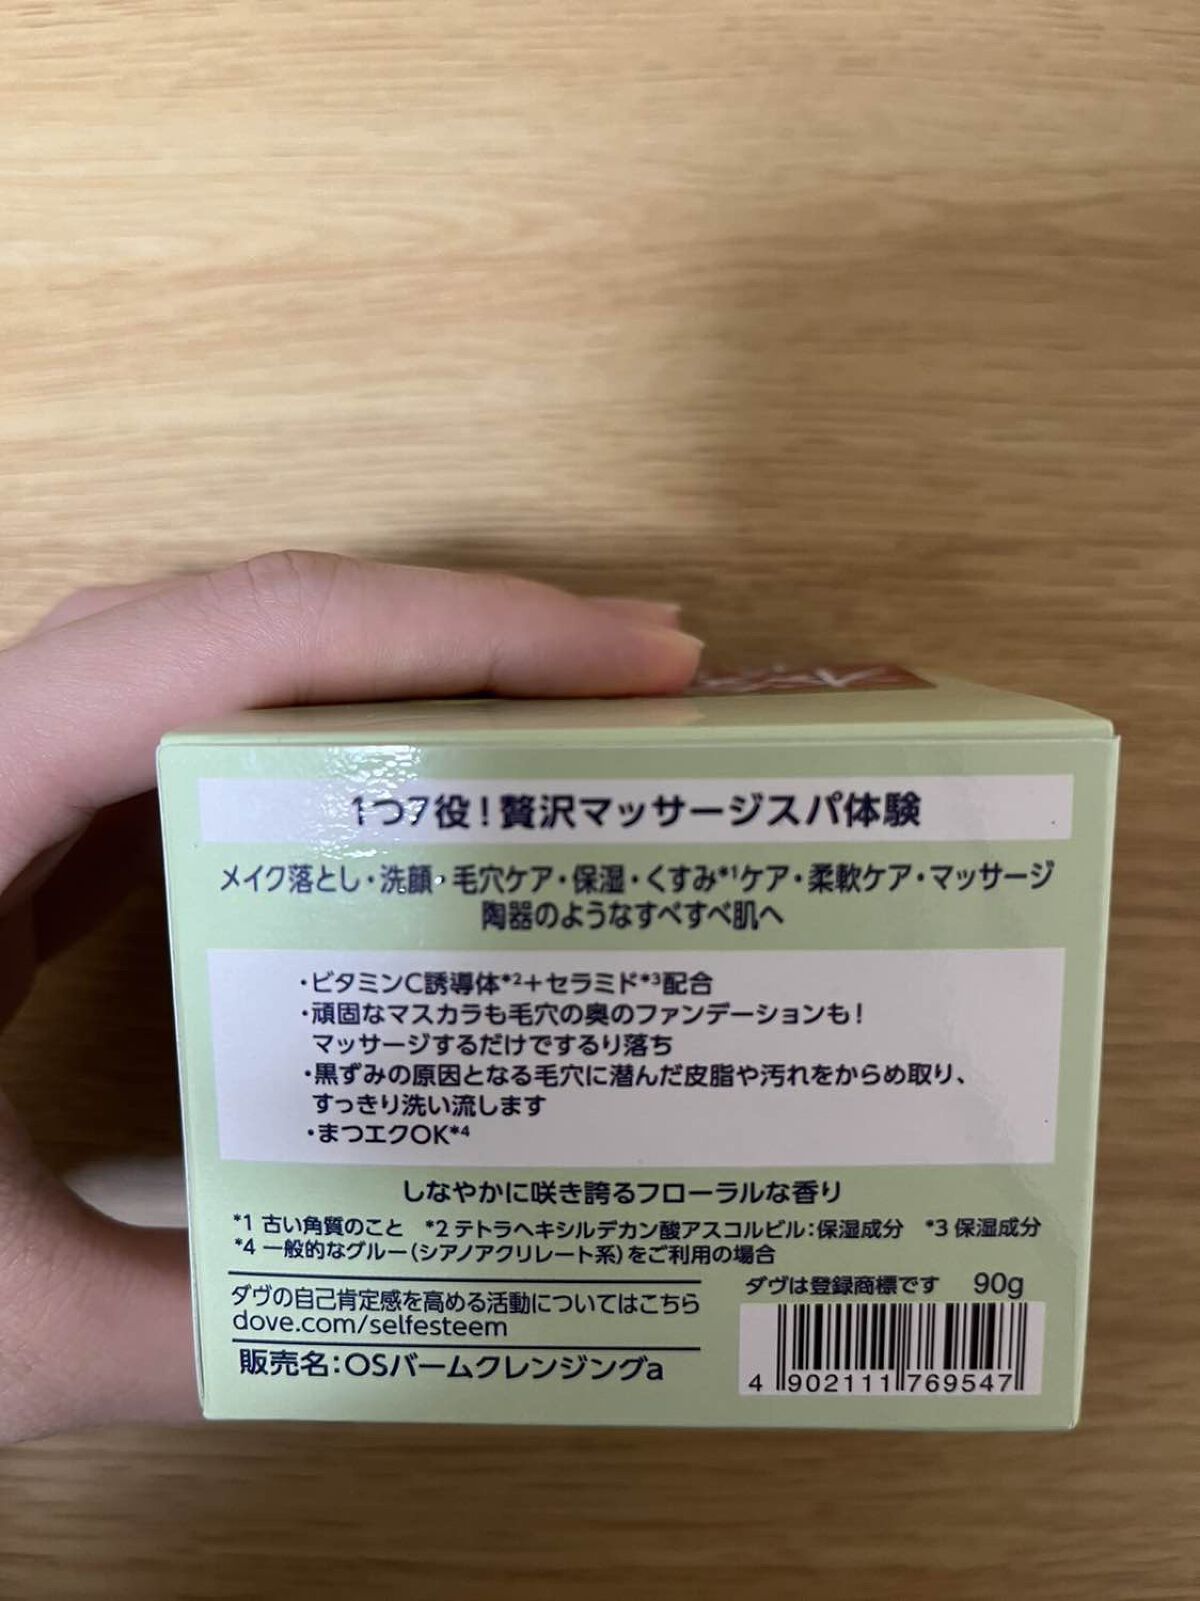 1つ7役！贅沢マッサージスパ体験
メイク落とし・洗顔・毛穴ケア・保湿・くすみ*1ケア・柔軟ケア・マッサージ
陶器のようなすべすべ肌へ
・ビタミンC誘導体*2＋セラミド*3配合
・頑固なマスカラも毛穴の奥のファンデーションも！
マッサージするだけでするり落ち
・黒ずみの原因となる毛穴に潜んだ皮脂や汚れをからめ取り、
すっきり洗い流します
・まつエクOK*4
しなやかに咲き誇るフローラルな香り
*1 古い角質のこと *2 テトラヘキシルデカン酸アスコルビル：保湿成分 *3 保湿成分
*4 一般的なグルー（シアノアクリレート系）をご利用の場合
ダヴの自己肯定感を高める活動についてはこちら
dove.com/selfesteem
販売名：OSバームクレンジングa
ダヴは登録商標です 90g
4 902111 769547